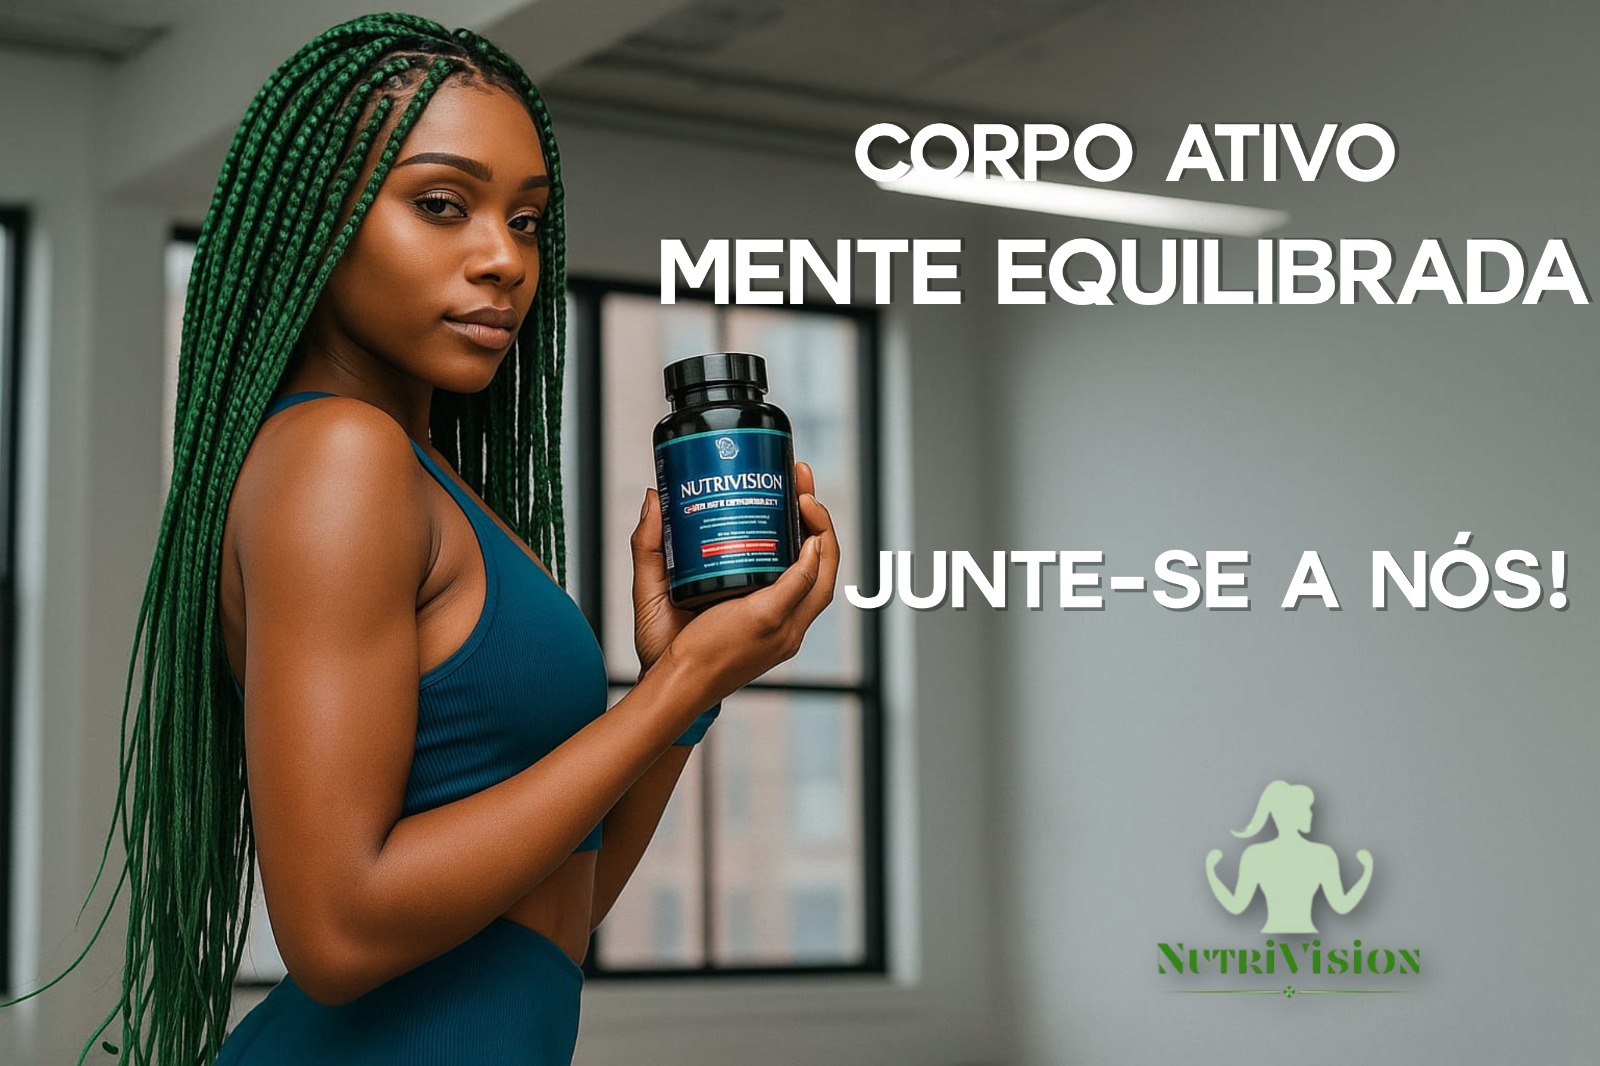 CORPO ATIVO
MENTE EQUILIBRADA
NUTRIVISION
JUNTE-SE A NÓS!
NUTRIVISION